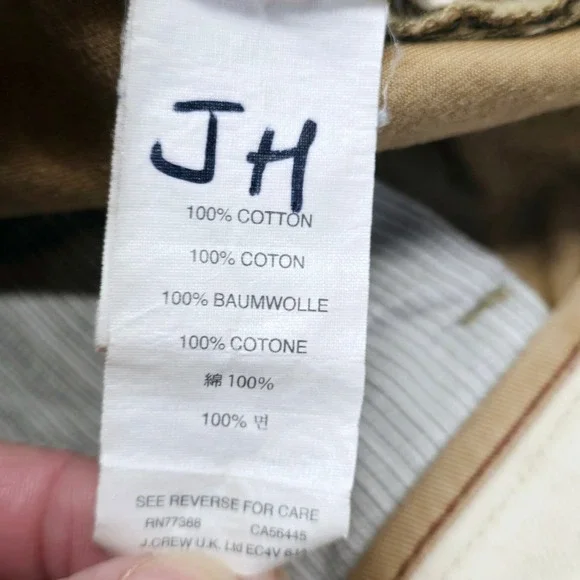 JH
100% COTTON
100% COTON
100% BAUMWOLLE
100% COTONE
綿 100%
100% 면
SEE REVERSE FOR CARE
RN77388 CA56445
J.CREW U.K. Ltd EC4V